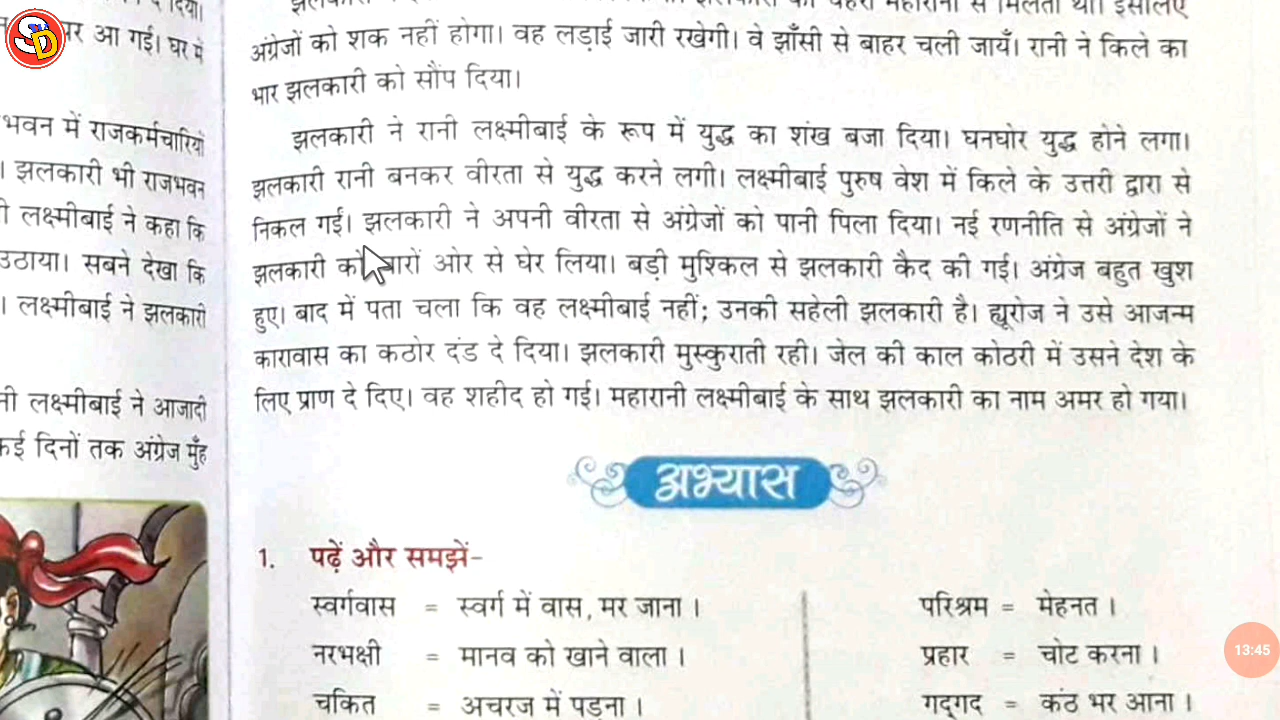 SD
दिया।
घर आ गई। घर में
भवन में राजकर्मचारियों
। झलकारी भी राजभवन
लक्ष्मीबाई ने कहा कि
उठाया। सबने देखा कि
। लक्ष्मीबाई ने झलकारी
लक्ष्मीबाई ने आजादी
कई दिनों तक अंग्रेज मुँह
अंग्रेजों को शक नहीं होगा। वह लड़ाई जारी रखेगी। वे झाँसी से बाहर चली जायँ। रानी ने किले का
भार झलकारी को सौंप दिया।
झलकारी ने रानी लक्ष्मीबाई के रूप में युद्ध का शंख बजा दिया। घनघोर युद्ध होने लगा।
झलकारी रानी बनकर वीरता से युद्ध करने लगी। लक्ष्मीबाई पुरुष वेश में किले के उत्तरी द्वारा से
निकल गईं। झलकारी ने अपनी वीरता से अंग्रेजों को पानी पिला दिया। नई रणनीति से अंग्रेजों ने
झलकारी को चारों ओर से घेर लिया। बड़ी मुश्किल से झलकारी कैद की गई। अंग्रेज बहुत खुश
हुए। बाद में पता चला कि वह लक्ष्मीबाई नहीं; उनकी सहेली झलकारी है। ह्यूरोज ने उसे आजन्म
कारावास का कठोर दंड दे दिया। झलकारी मुस्कुराती रही। जेल की काल कोठरी में उसने देश के
लिए प्राण दे दिए। वह शहीद हो गई। महारानी लक्ष्मीबाई के साथ झलकारी का नाम अमर हो गया।
अभ्यास
1. पढ़ें और समझें-
स्वर्गवास = स्वर्ग में वास, मर जाना। परिश्रम = मेहनत।
नरभक्षी = मानव को खाने वाला। प्रहार = चोट करना।
चकित = अचरज में पड़ना। गद्‌गद = कंठ भर आना।
13:45